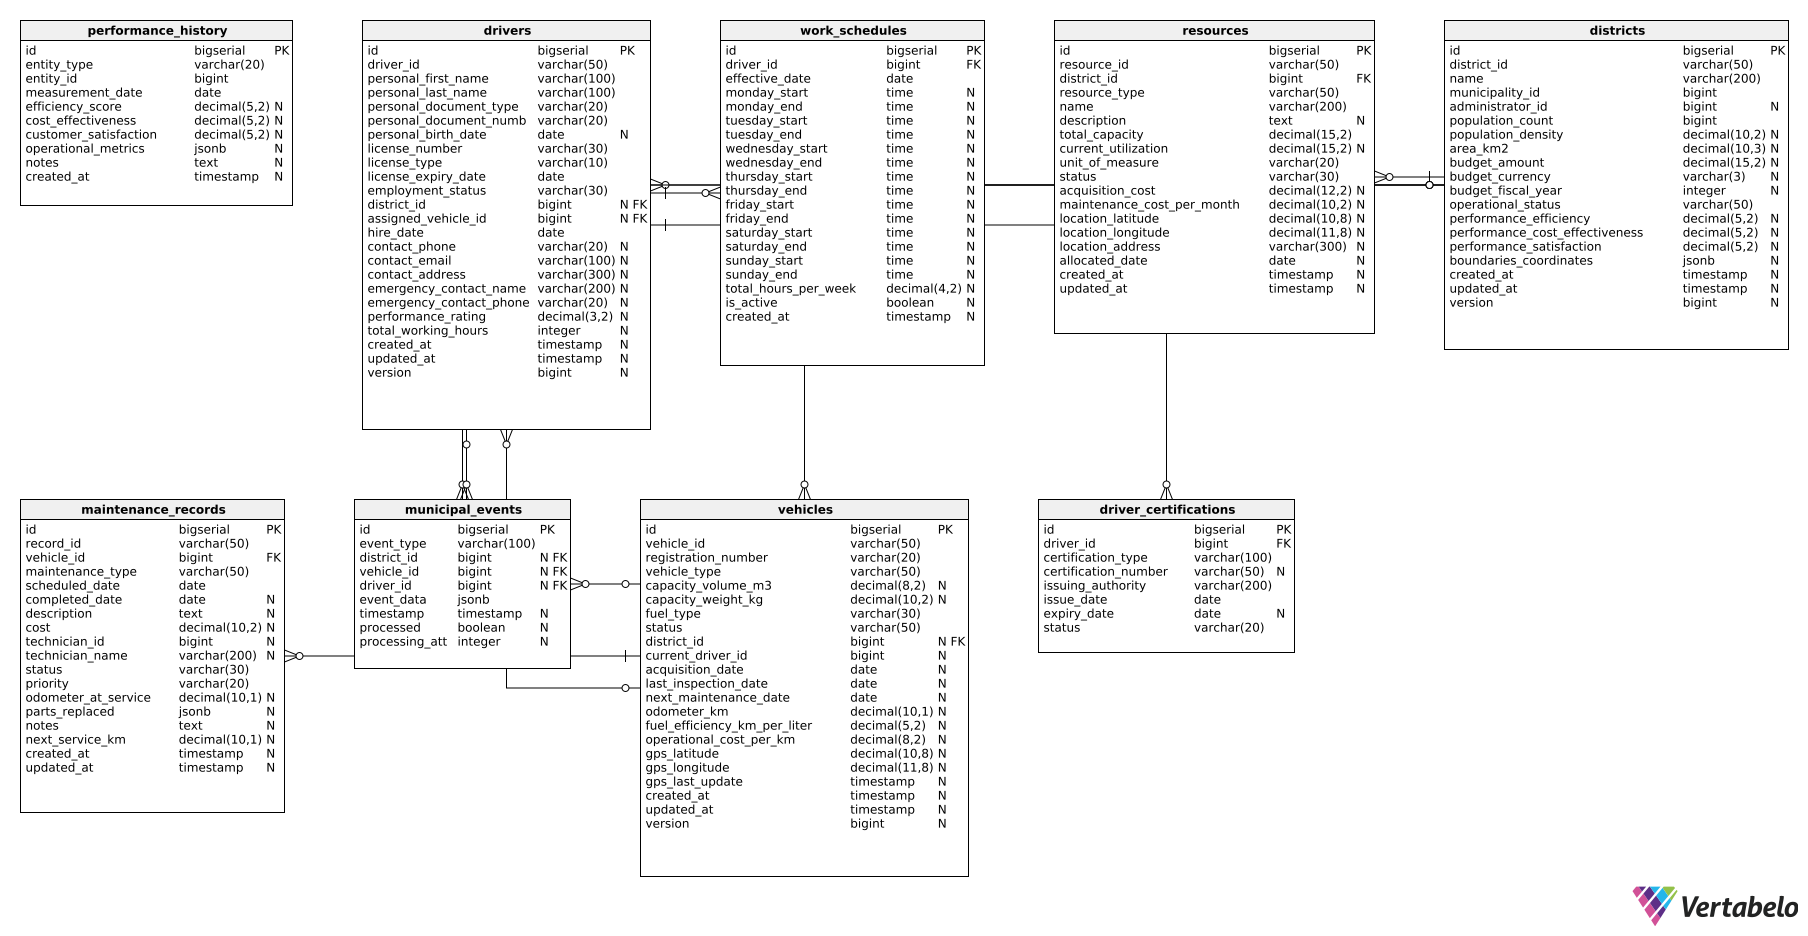 performance_history
id bigserial PK
entity_type varchar(20)
entity_id bigint
measurement_date date
efficiency_score decimal(5,2) N
cost_effectiveness decimal(5,2) N
customer_satisfaction decimal(5,2) N
operational_metrics jsonb N
notes text N
created_at timestamp N
drivers
id bigserial PK
driver_id varchar(50)
personal_first_name varchar(100)
personal_last_name varchar(100)
personal_document_type varchar(20)
personal_document_numb varchar(20)
personal_birth_date date N
license_number varchar(30)
license_type varchar(10)
license_expiry_date date
employment_status varchar(30)
district_id bigint N FK
assigned_vehicle_id bigint N FK
hire_date date
contact_phone varchar(20) N
contact_email varchar(100) N
contact_address varchar(300) N
emergency_contact_name varchar(200) N
emergency_contact_phone varchar(20) N
performance_rating decimal(3,2) N
total_working_hours integer N
created_at timestamp N
updated_at timestamp N
version bigint N
work_schedules
id bigserial PK
driver_id bigint FK
effective_date date
monday_start time N
monday_end time N
tuesday_start time N
tuesday_end time N
wednesday_start time N
wednesday_end time N
thursday_start time N
thursday_end time N
friday_start time N
friday_end time N
saturday_start time N
saturday_end time N
sunday_start time N
sunday_end time N
total_hours_per_week decimal(4,2) N
is_active boolean N
created_at timestamp N
resources
id bigserial PK
resource_id varchar(50)
district_id bigint FK
resource_type varchar(50)
name varchar(200)
description text N
total_capacity decimal(15,2)
current_utilization decimal(15,2) N
unit_of_measure varchar(20)
status varchar(30)
acquisition_cost decimal(12,2) N
maintenance_cost_per_month decimal(10,2) N
location_latitude decimal(10,8) N
location_longitude decimal(11,8) N
location_address varchar(300) N
allocated_date date N
created_at timestamp N
updated_at timestamp N
districts
id bigserial PK
district_id varchar(50)
name varchar(200)
municipality_id bigint
administrator_id bigint N
population_count bigint
population_density decimal(10,2) N
area_km2 decimal(10,3) N
budget_amount decimal(15,2) N
budget_currency varchar(3) N
budget_fiscal_year integer N
operational_status varchar(50)
performance_efficiency decimal(5,2) N
performance_cost_effectiveness decimal(5,2) N
performance_satisfaction decimal(5,2) N
boundaries_coordinates jsonb N
created_at timestamp N
updated_at timestamp N
version bigint N
maintenance_records
id bigserial PK
record_id varchar(50)
vehicle_id bigint FK
maintenance_type varchar(50)
scheduled_date date
completed_date date N
description text N
cost decimal(10,2) N
technician_id bigint N
technician_name varchar(200) N
status varchar(30)
priority varchar(20)
odometer_at_service decimal(10,1) N
parts_replaced jsonb N
notes text N
next_service_km decimal(10,1) N
created_at timestamp N
updated_at timestamp N
municipal_events
id bigserial PK
event_type varchar(100)
district_id bigint N FK
vehicle_id bigint N FK
driver_id bigint N FK
event_data jsonb
timestamp timestamp N
processed boolean N
processing_att integer N
vehicles
id bigserial PK
vehicle_id varchar(50)
registration_number varchar(20)
vehicle_type varchar(50)
capacity_volume_m3 decimal(8,2) N
capacity_weight_kg decimal(10,2) N
fuel_type varchar(30)
status varchar(50)
district_id bigint N FK
current_driver_id bigint N
acquisition_date date N
last_inspection_date date N
next_maintenance_date date N
odometer_km decimal(10,1) N
fuel_efficiency_km_per_liter decimal(5,2) N
operational_cost_per_km decimal(8,2) N
gps_latitude decimal(10,8) N
gps_longitude decimal(11,8) N
gps_last_update timestamp N
created_at timestamp N
updated_at timestamp N
version bigint N
driver_certifications
id bigserial PK
driver_id bigint FK
certification_type varchar(100)
certification_number varchar(50) N
issuing_authority varchar(200)
issue_date date
expiry_date date N
status varchar(20)
Vertabelo